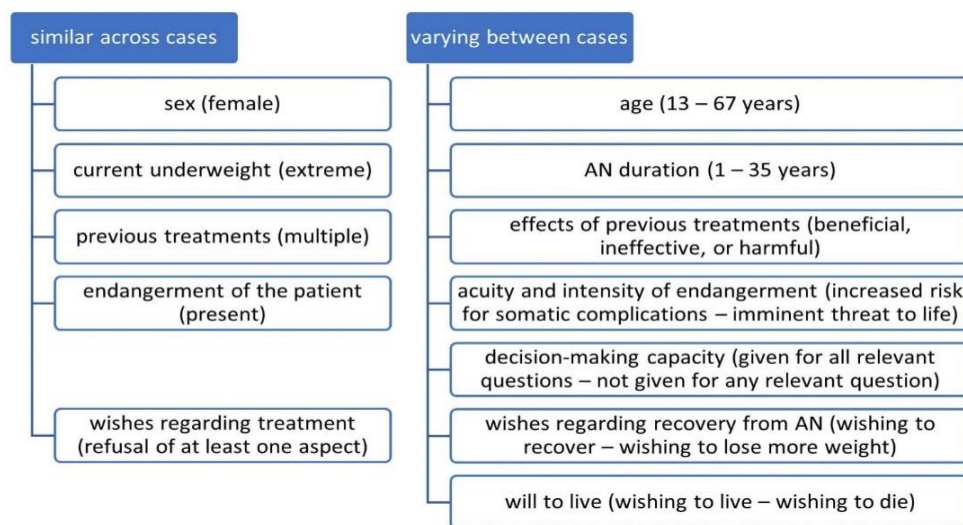 similar across cases
sex (female)
current underweight (extreme)
previous treatments (multiple)
endangerment of the patient
(present)
wishes regarding treatment
(refusal of at least one aspect)
varying between cases
age (13 – 67 years)
AN duration (1 – 35 years)
effects of previous treatments (beneficial,
ineffective, or harmful)
acuity and intensity of endangerment (increased risk
for somatic complications – imminent threat to life)
decision-making capacity (given for all relevant
questions – not given for any relevant question)
wishes regarding recovery from AN (wishing to
recover – wishing to lose more weight)
will to live (wishing to live – wishing to die)